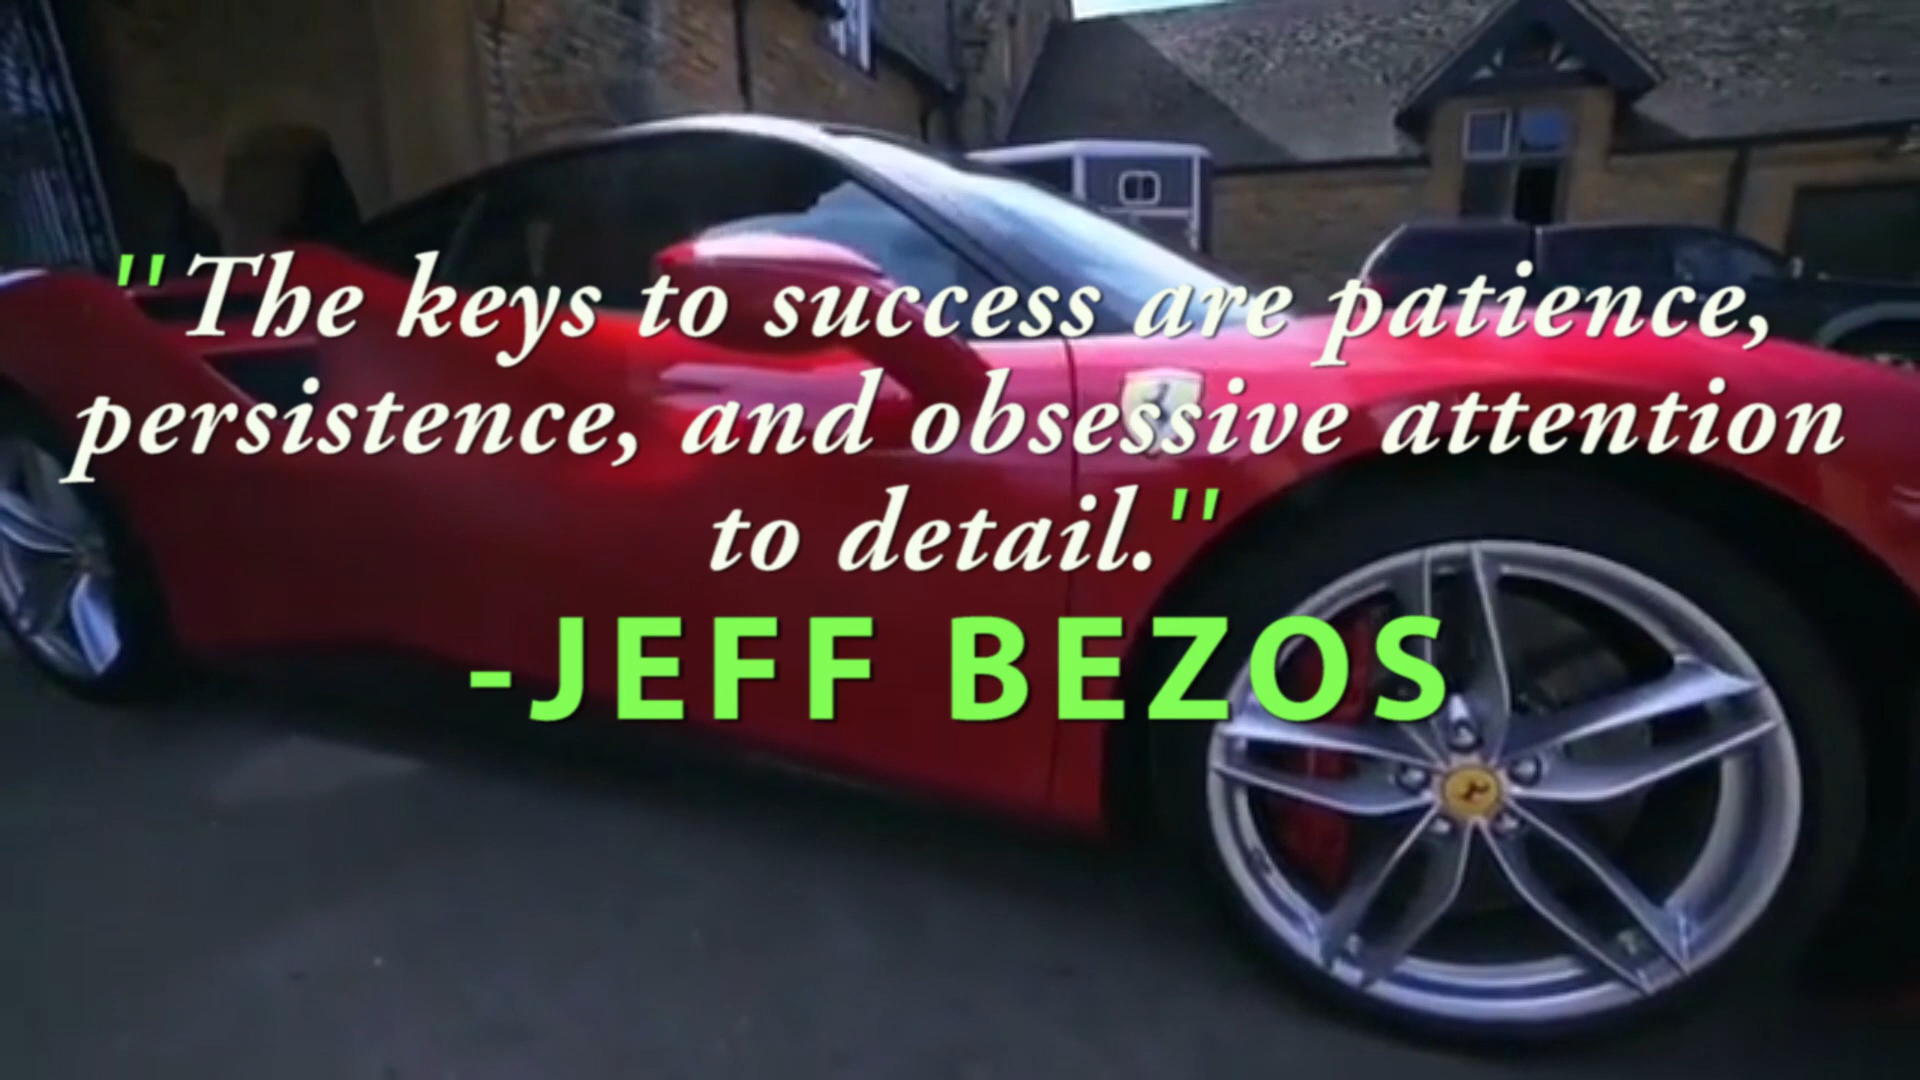 "The keys to success are patience,
persistence, and obsessive attention
to detail."
-JEFF BEZOS